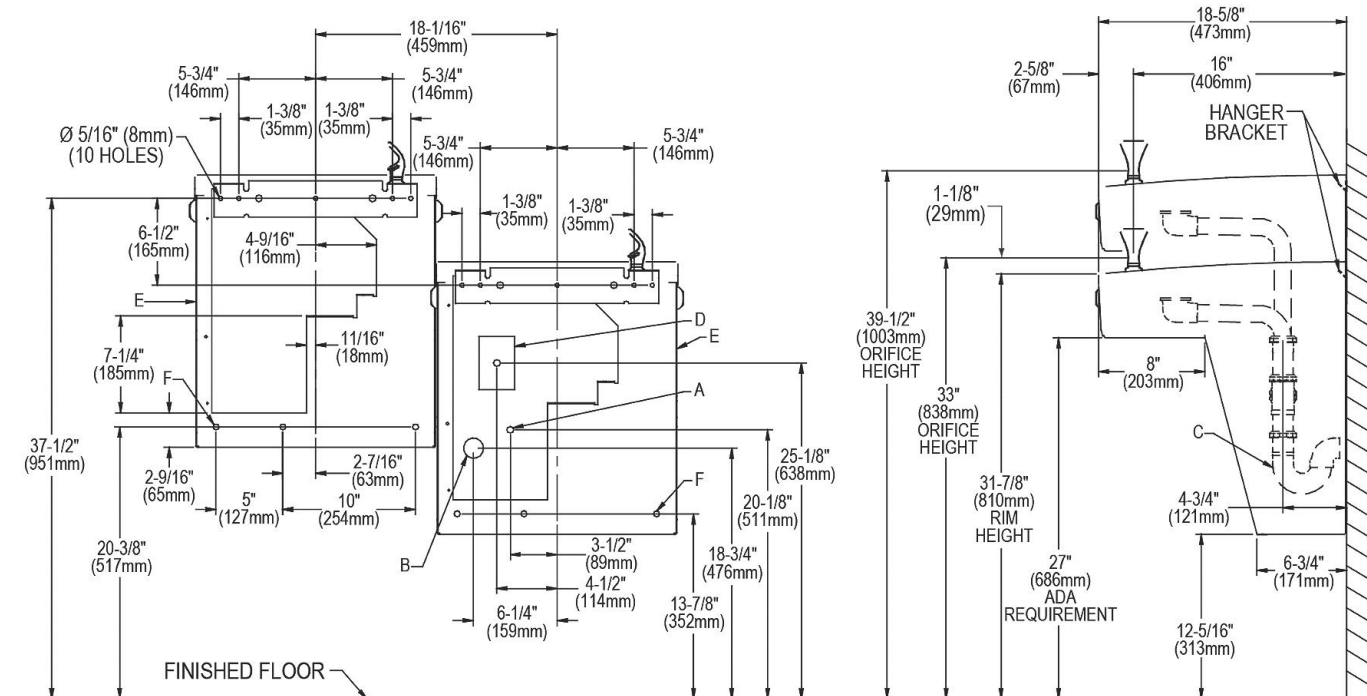 18-1/16"
(459mm)
5-3/4"
(146mm)
5-3/4"
(146mm)
1-3/8"
(35mm)
1-3/8"
(35mm)
Ø 5/16" (8mm)
(10 HOLES)
5-3/4"
(146mm)
5-3/4"
(146mm)
1-3/8"
(35mm)
1-3/8"
(35mm)
6-1/2"
(165mm)
4-9/16"
(116mm)
E
11/16"
(18mm)
7-1/4"
(185mm)
F
D
E
A
37-1/2"
(951mm)
2-9/16"
(65mm)
2-7/16"
(63mm)
5"
(127mm)
10"
(254mm)
25-1/8"
(638mm)
F
20-1/8"
(511mm)
20-3/8"
(517mm)
B
3-1/2"
(89mm)
18-3/4"
(476mm)
4-1/2"
(114mm)
13-7/8"
(352mm)
6-1/4"
(159mm)
FINISHED FLOOR
18-5/8"
(473mm)
2-5/8"
(67mm)
16"
(406mm)
HANGER
BRACKET
1-1/8"
(29mm)
39-1/2"
(1003mm)
ORIFICE
HEIGHT
8"
(203mm)
33"
(838mm)
ORIFICE
HEIGHT
C
31-7/8"
(810mm)
RIM
HEIGHT
4-3/4"
(121mm)
27"
(686mm)
ADA
REQUIREMENT
6-3/4"
(171mm)
12-5/16"
(313mm)